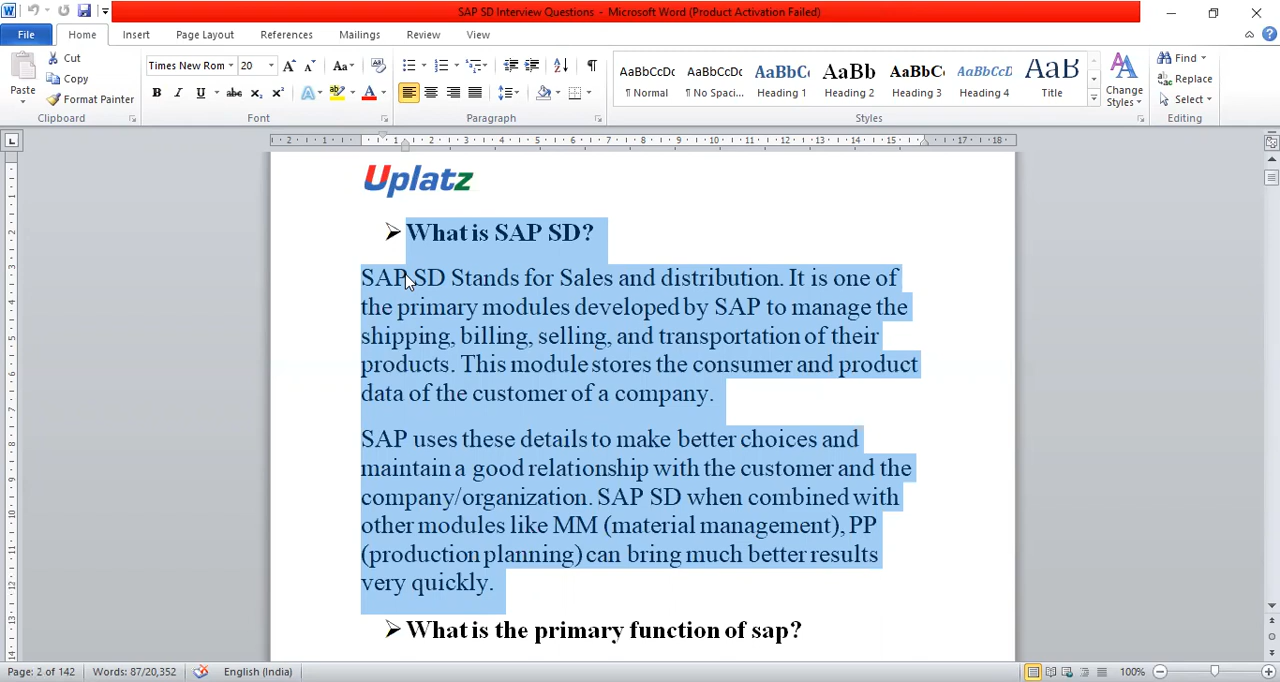 SAP SD Interview Questions - Microsoft Word (Product Activation Failed)
File Home Insert Page Layout References Mailings Review View
Paste
Cut
Copy
Format Painter
Clipboard
Times New Rom 20
Font
Paragraph
AaBbCcDc AaBbCcDc AaBbC AaBb AaBbC AaBbCcD AaB
¶ Normal ¶ No Spaci... Heading 1 Heading 2 Heading 3 Heading 4 Title
Change Styles
Styles
Find
Replace
Select
Editing
Uplatz
➢ What is SAP SD?
SAP SD Stands for Sales and distribution. It is one of
the primary modules developed by SAP to manage the
shipping, billing, selling, and transportation of their
products. This module stores the consumer and product
data of the customer of a company.
SAP uses these details to make better choices and
maintain a good relationship with the customer and the
company/organization. SAP SD when combined with
other modules like MM (material management), PP
(production planning) can bring much better results
very quickly.
➢ What is the primary function of sap?
Page: 2 of 142 Words: 87/20,352 English (India) 100%